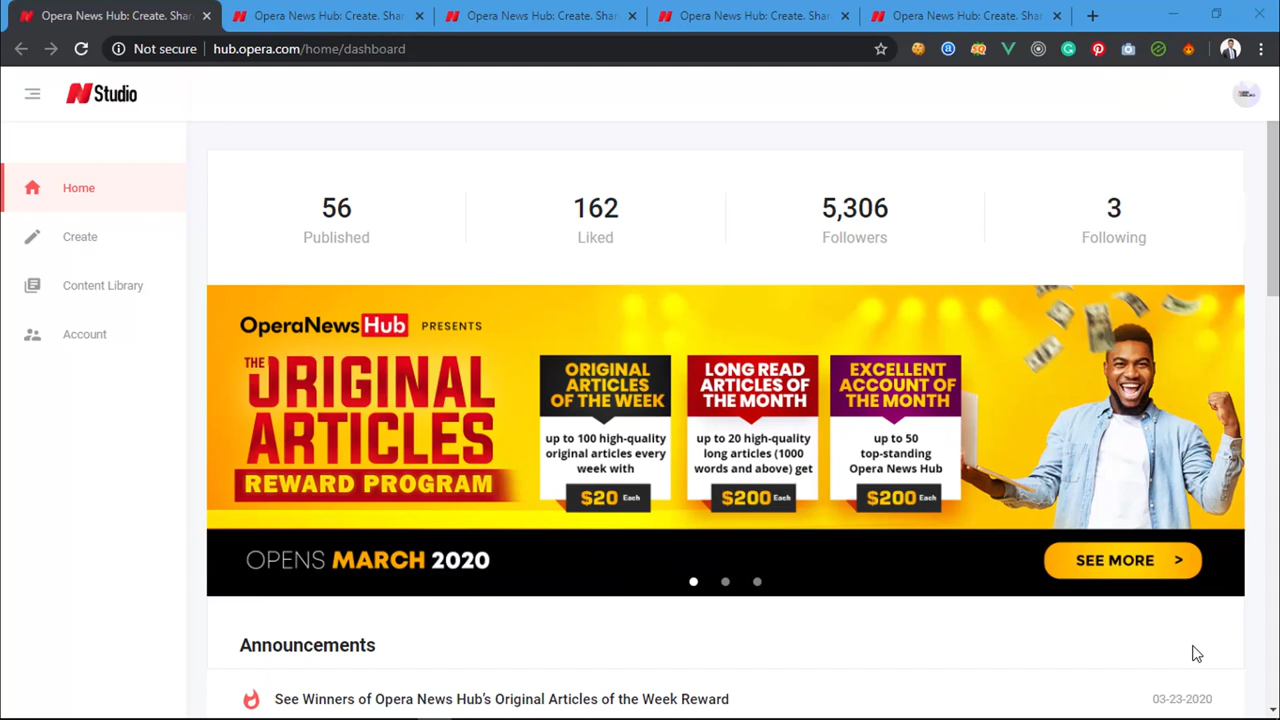 Opera News Hub: Create. Shar
Opera News Hub: Create. Shar
Opera News Hub: Create. Shar
Opera News Hub: Create. Shar
Opera News Hub: Create. Shar
Not secure
hub.opera.com/home/dashboard
N Studio
Home
Create
Content Library
Account
56
Published
162
Liked
5,306
Followers
3
Following
OperaNews Hub PRESENTS
THE ORIGINAL
ARTICLES
REWARD PROGRAM
ORIGINAL
ARTICLES
OF THE WEEK
up to 100 high-quality
original articles every
week with
$20 Each
LONG READ
ARTICLES OF
THE MONTH
up to 20 high-quality
long articles (1000
words and above) get
$200 Each
EXCELLENT
ACCOUNT OF
THE MONTH
up to 50
top-standing
Opera News Hub
$200 Each
OPENS MARCH 2020
SEE MORE >
Announcements
See Winners of Opera News Hub's Original Articles of the Week Reward
03-23-2020